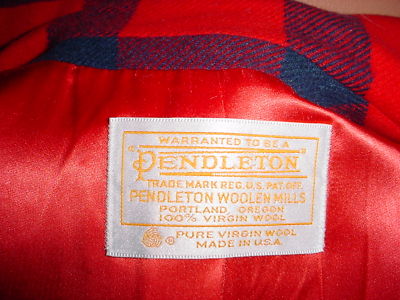 WARRANTED TO BE A
"PENDLETON"
TRADE MARK REG. U.S. PAT. OFF.
PENDLETON WOOLEN MILLS
PORTLAND, OREGON
100% VIRGIN WOOL
® PURE VIRGIN WOOL
MADE IN U.S.A.